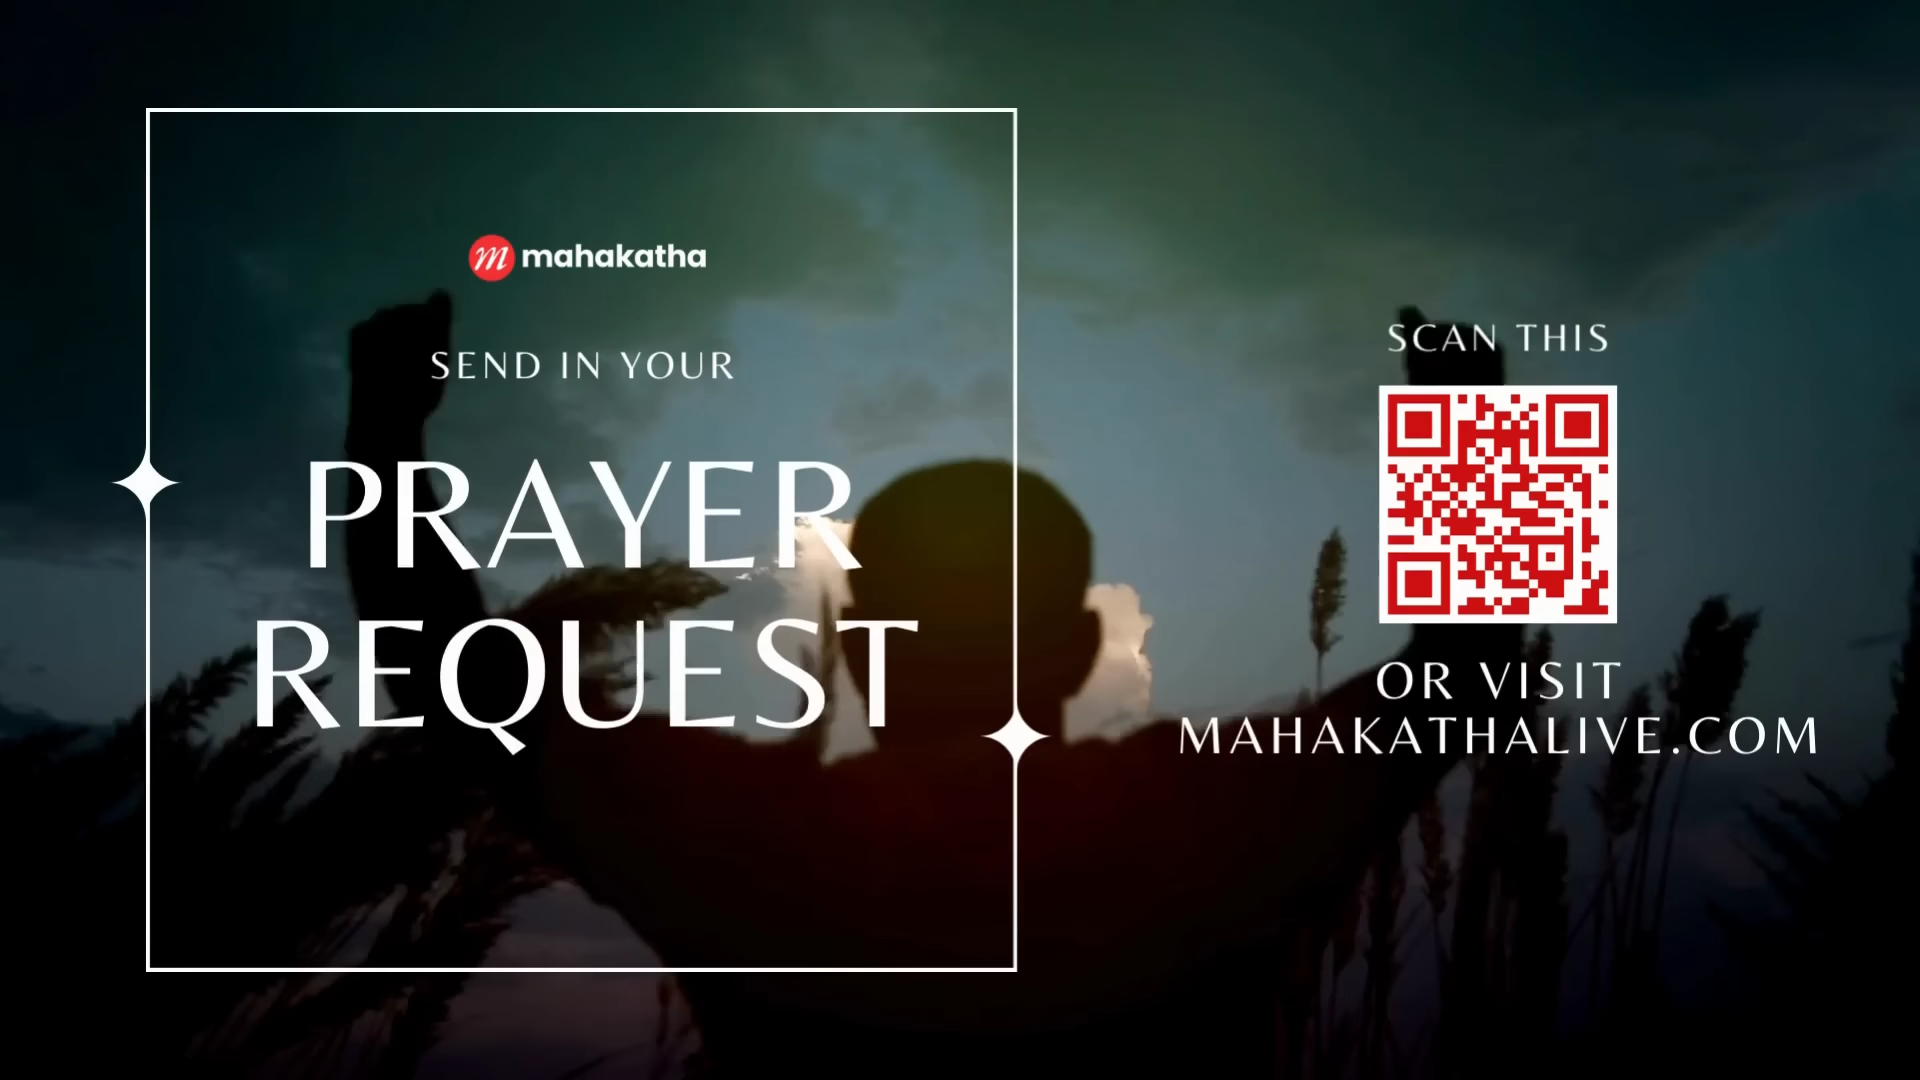 mahakatha
SEND IN YOUR
PRAYER
REQUEST
SCAN THIS
OR VISIT
MAHAKATHALIVE.COM